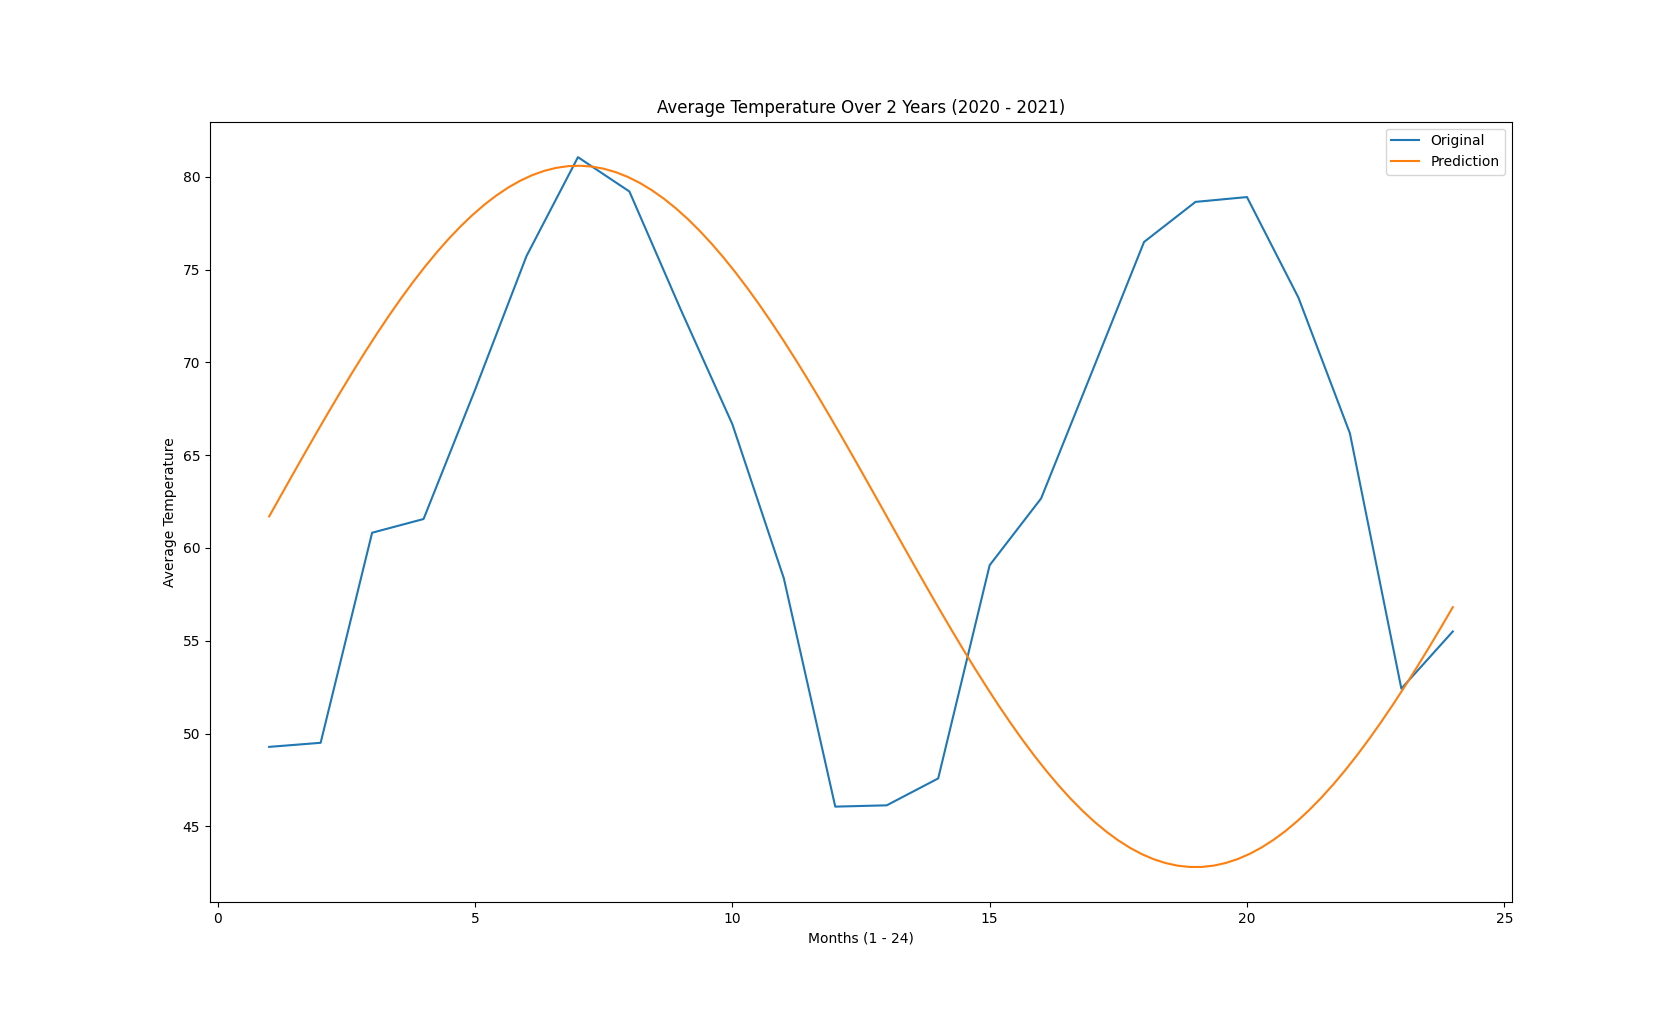 Average Temperature Over 2 Years (2020 - 2021)
Original
Prediction
80
75
70
65
60
55
50
45
Average Temperature
0
5
10
15
20
25
Months (1 - 24)